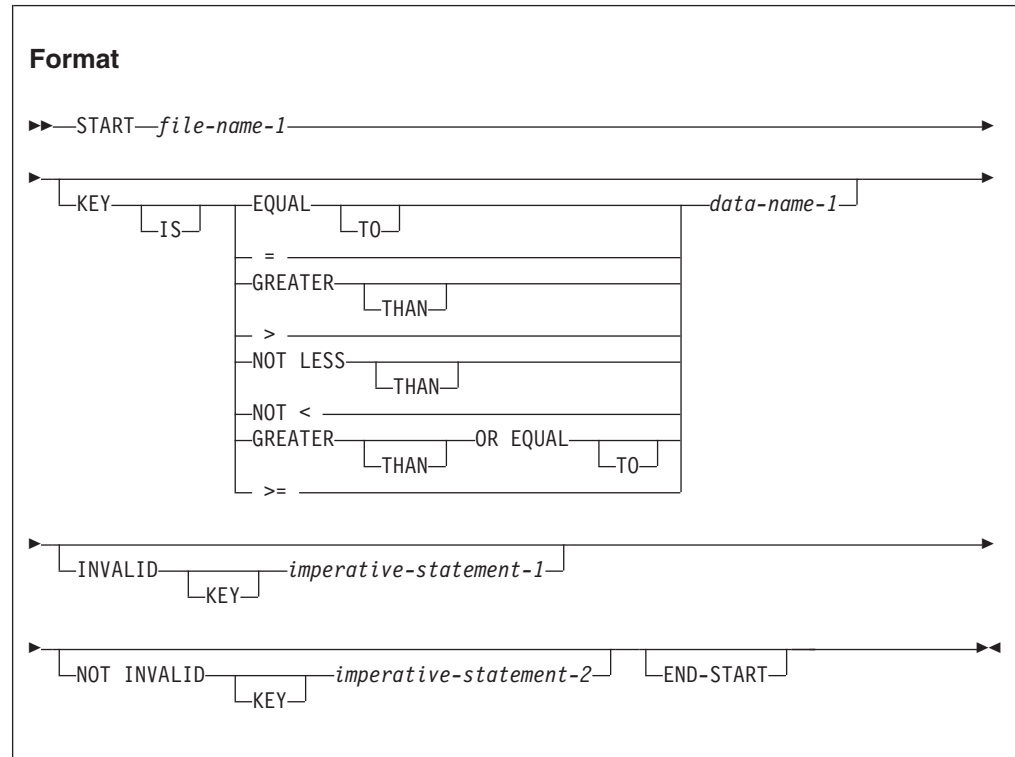 Format
START file-name-1
KEY EQUAL data-name-1
IS TO
=
GREATER
THAN
>
NOT LESS
THAN
NOT <
GREATER OR EQUAL
THAN TO
>=
INVALID imperative-statement-1
KEY
NOT INVALID imperative-statement-2 END-START
KEY